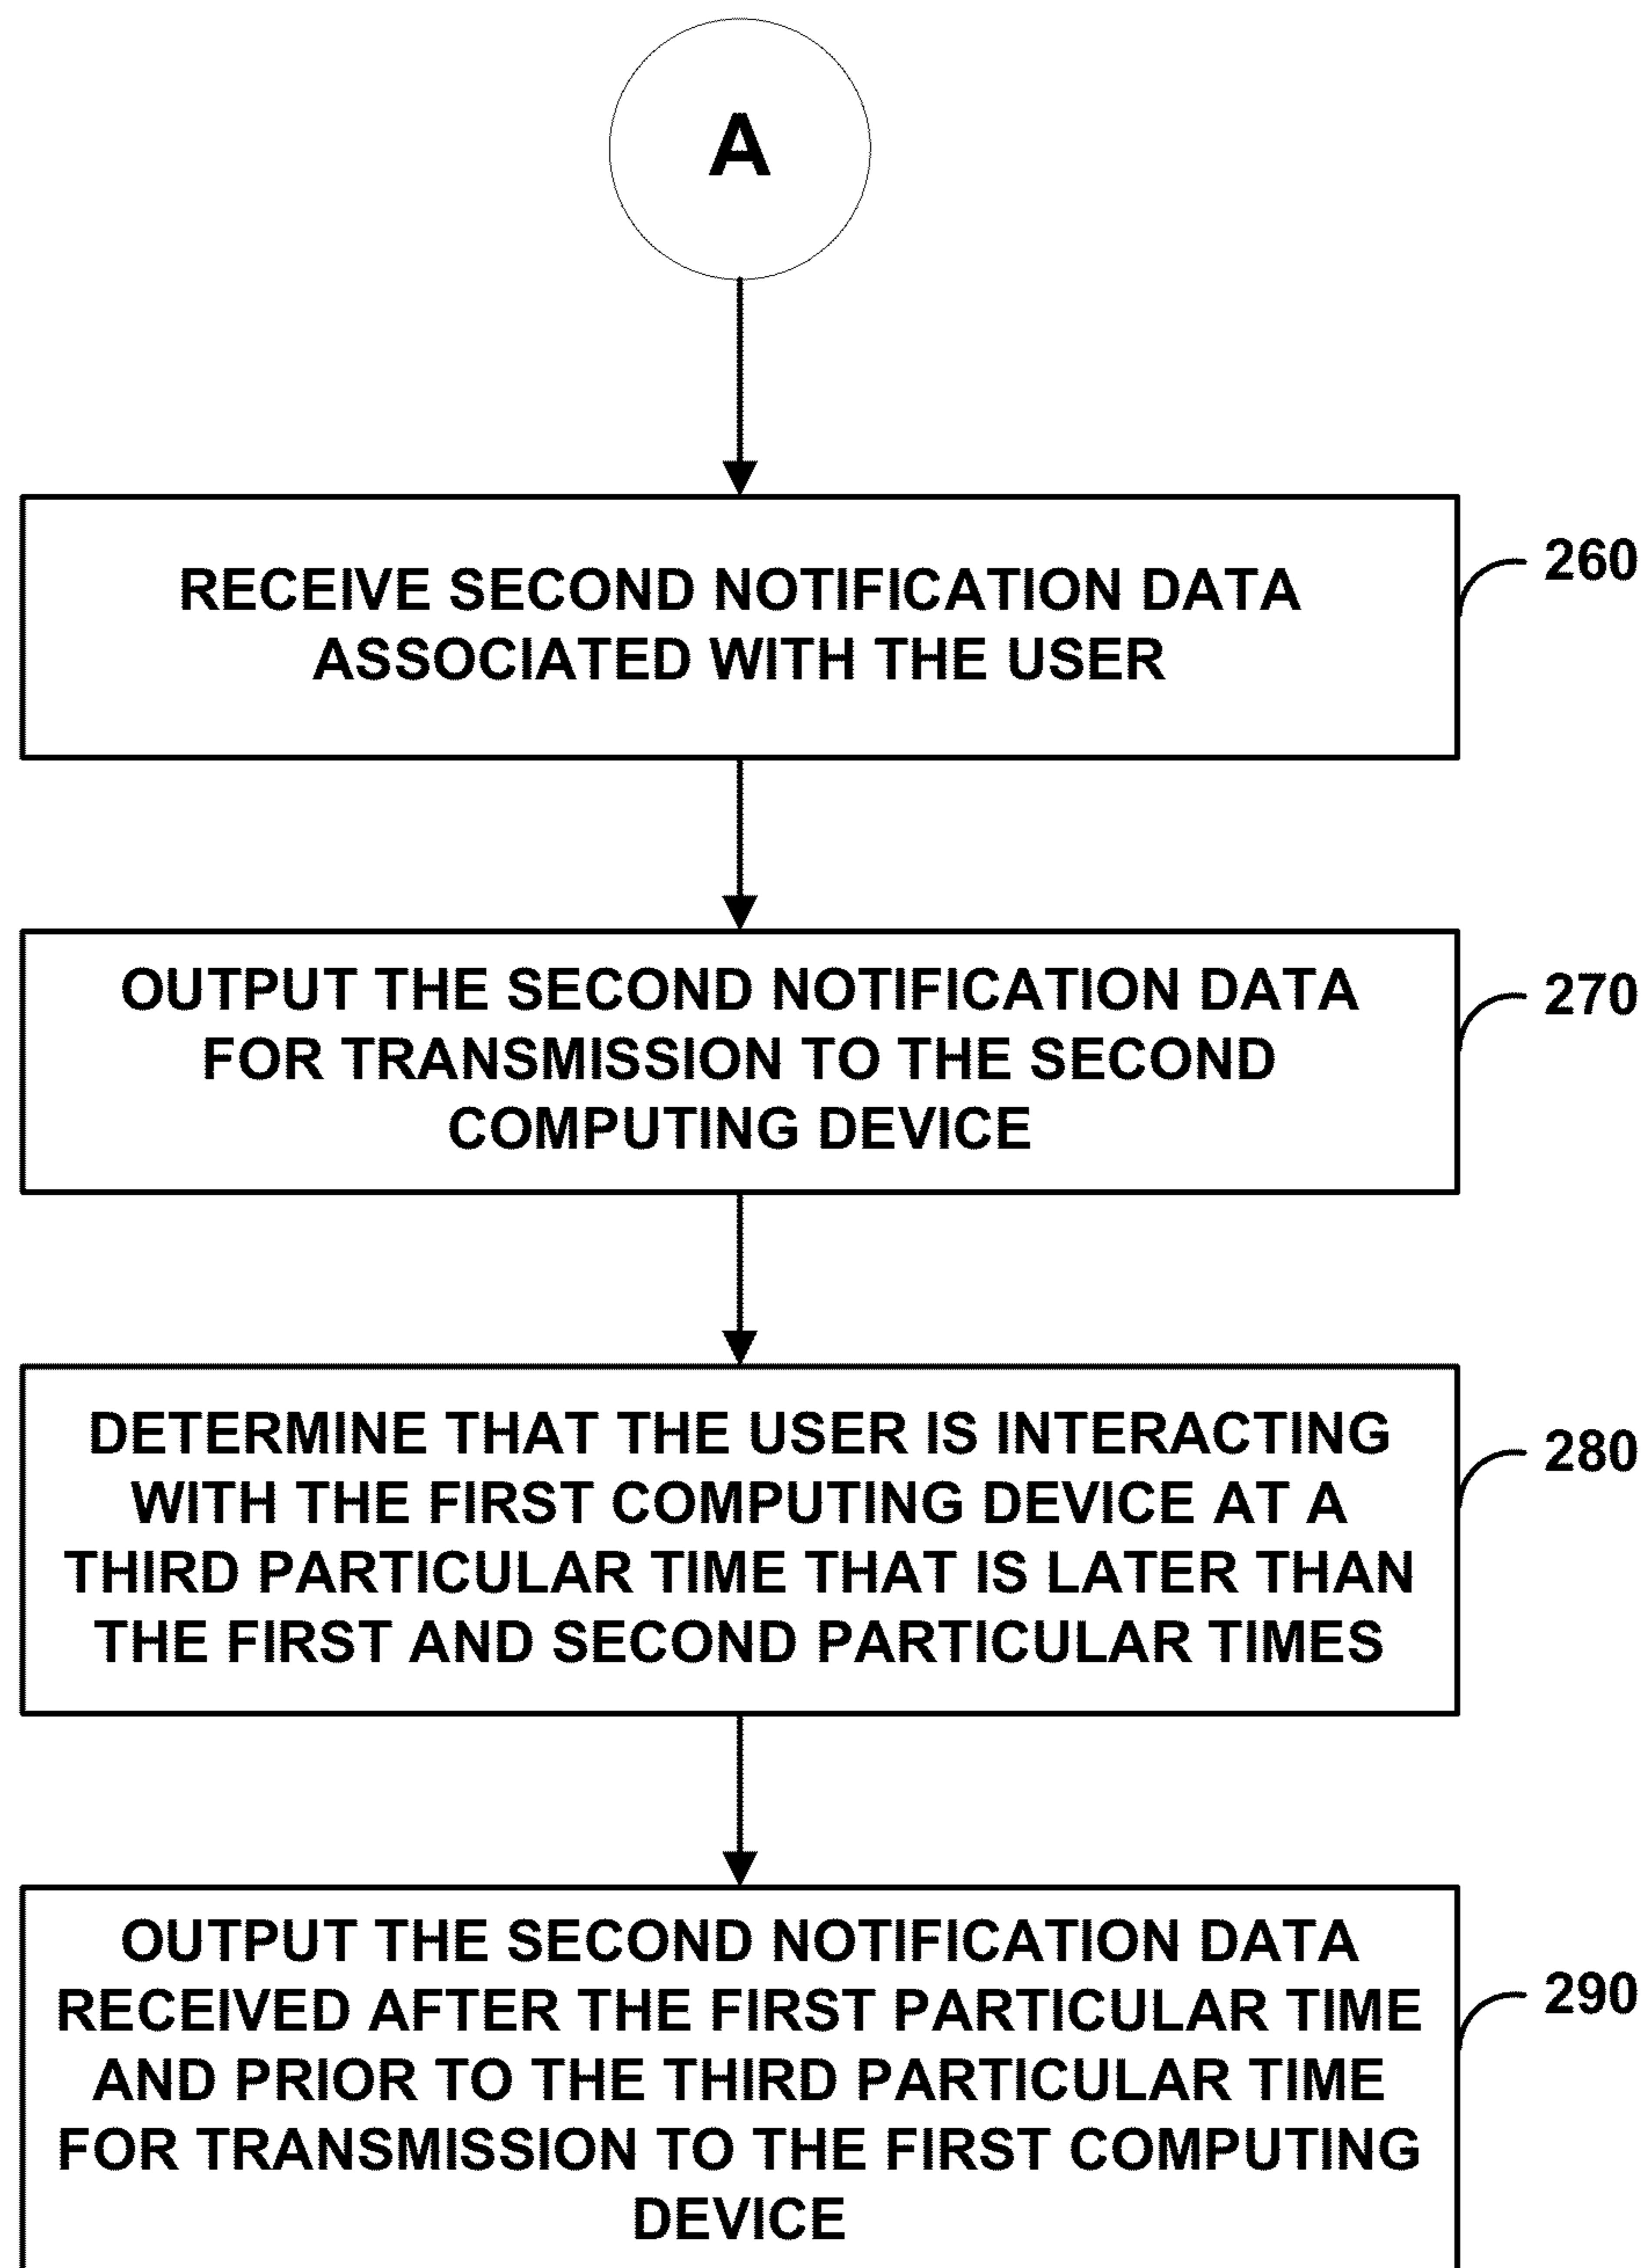 A
RECEIVE SECOND NOTIFICATION DATA
ASSOCIATED WITH THE USER
260
OUTPUT THE SECOND NOTIFICATION DATA
FOR TRANSMISSION TO THE SECOND
COMPUTING DEVICE
270
DETERMINE THAT THE USER IS INTERACTING
WITH THE FIRST COMPUTING DEVICE AT A
THIRD PARTICULAR TIME THAT IS LATER THAN
THE FIRST AND SECOND PARTICULAR TIMES
280
OUTPUT THE SECOND NOTIFICATION DATA
RECEIVED AFTER THE FIRST PARTICULAR TIME
AND PRIOR TO THE THIRD PARTICULAR TIME
FOR TRANSMISSION TO THE FIRST COMPUTING
DEVICE
290